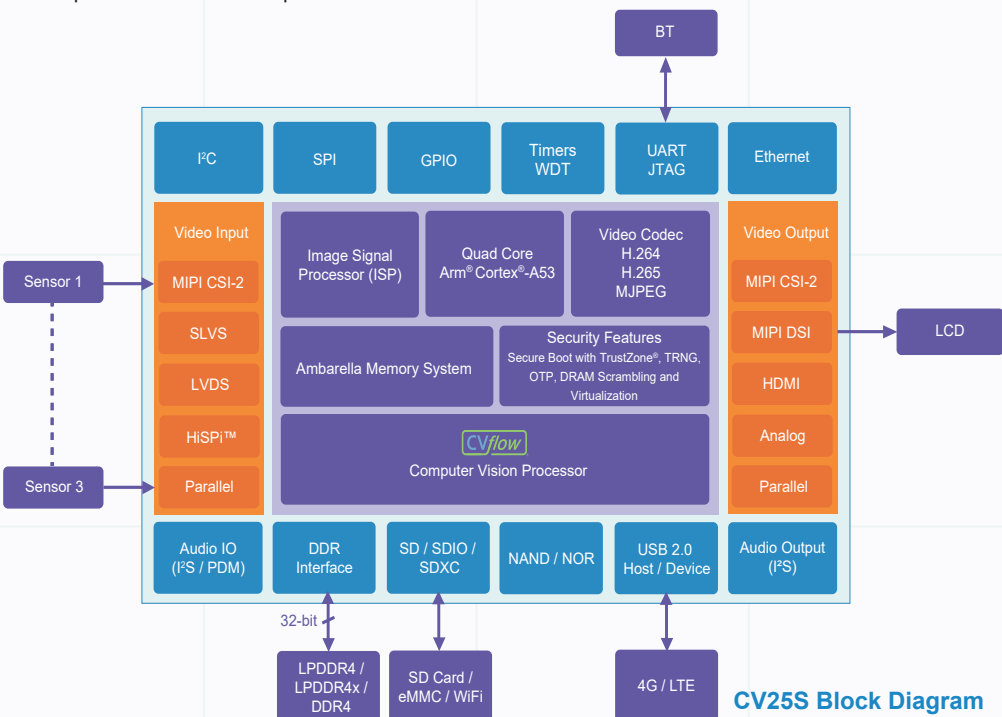 BT
I²C
SPI
GPIO
Timers
WDT
UART
JTAG
Ethernet
Video Input
MIPI CSI-2
SLVS
LVDS
HiSPi™
Parallel
Sensor 1
Sensor 3
Image Signal
Processor (ISP)
Quad Core
Arm® Cortex®-A53
Video Codec
H.264
H.265
MJPEG
Ambarella Memory System
Security Features
Secure Boot with TrustZone®, TRNG,
OTP, DRAM Scrambling and
Virtualization
CVflow
Computer Vision Processor
Video Output
MIPI CSI-2
MIPI DSI
HDMI
Analog
Parallel
LCD
Audio IO
(I²S / PDM)
DDR
Interface
SD / SDIO /
SDXC
NAND / NOR
USB 2.0
Host / Device
Audio Output
(I²S)
32-bit
LPDDR4 /
LPDDR4x /
DDR4
SD Card /
eMMC / WiFi
4G / LTE
CV25S Block Diagram